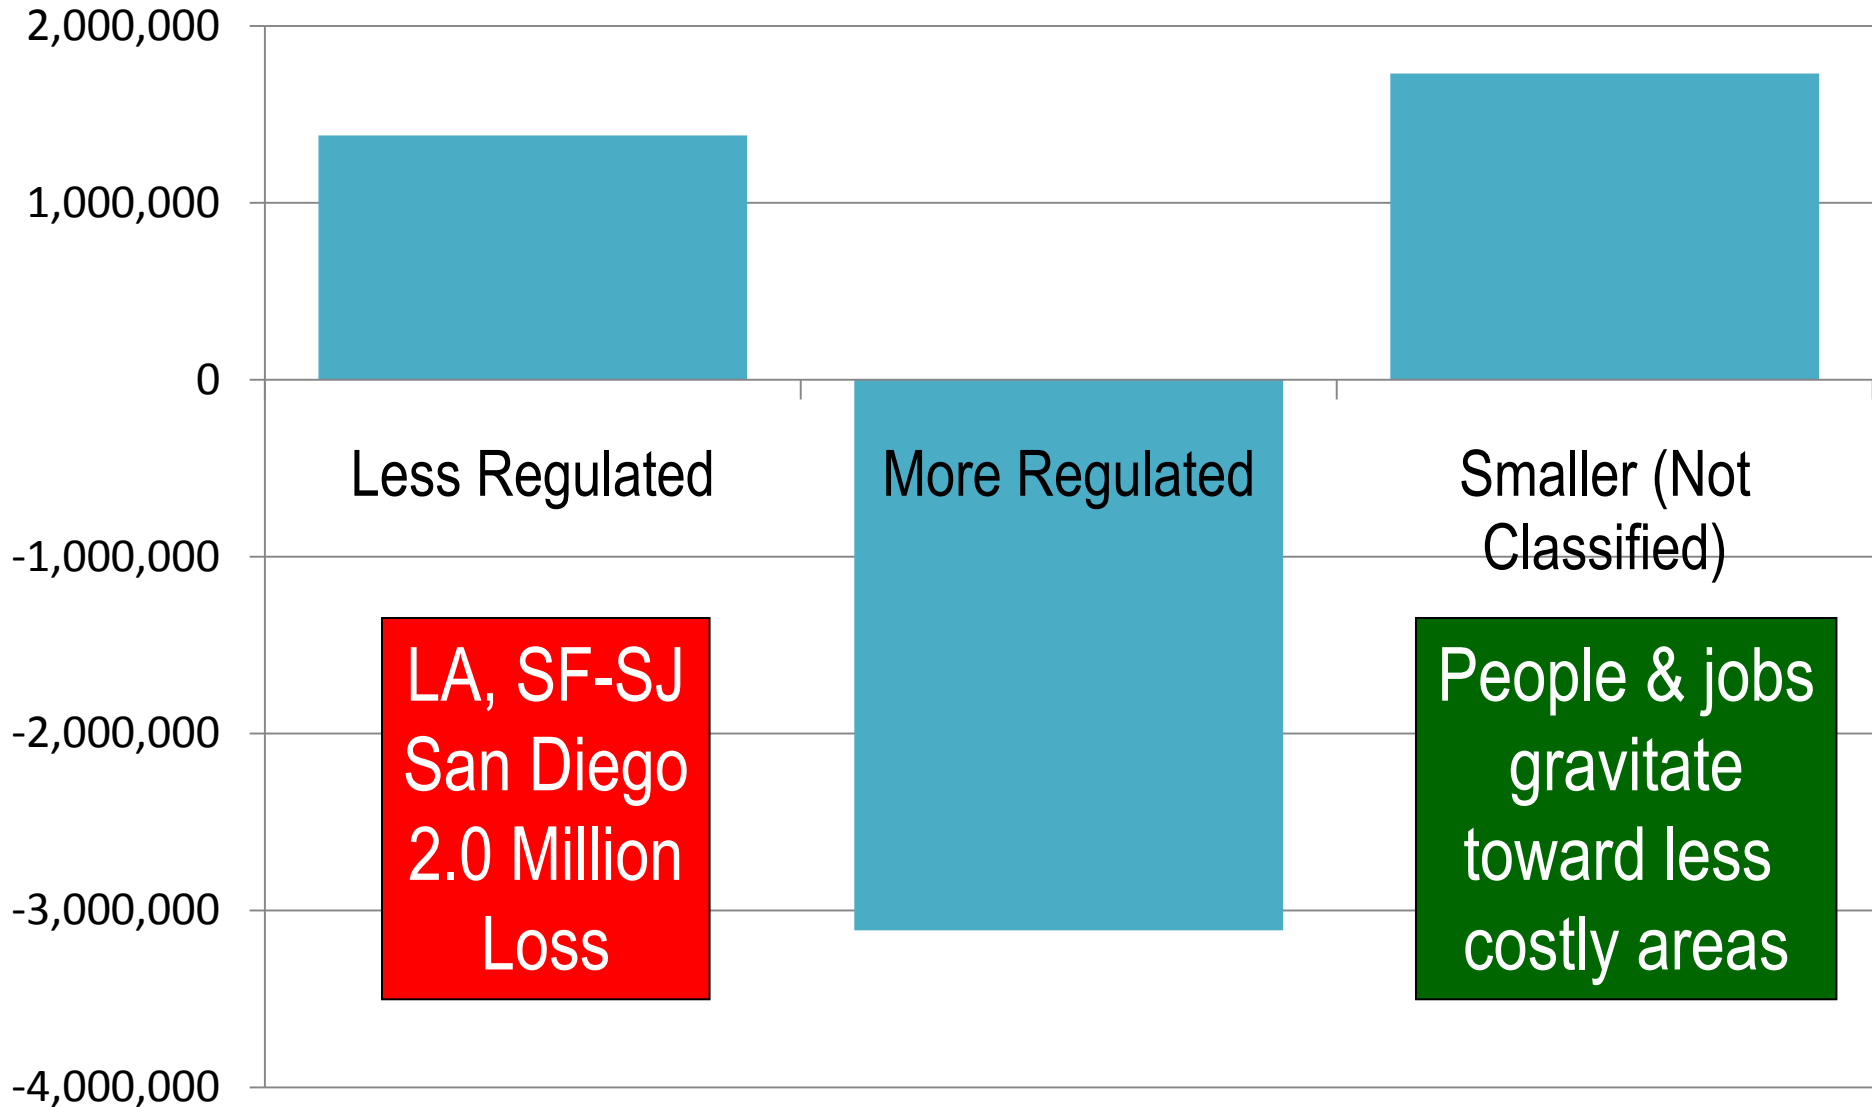 2,000,000
1,000,000
0
-1,000,000
-2,000,000
-3,000,000
-4,000,000
Less Regulated
More Regulated
Smaller (Not
Classified)
LA, SF-SJ
San Diego
2.0 Million
Loss
People & jobs
gravitate
toward less
costly areas